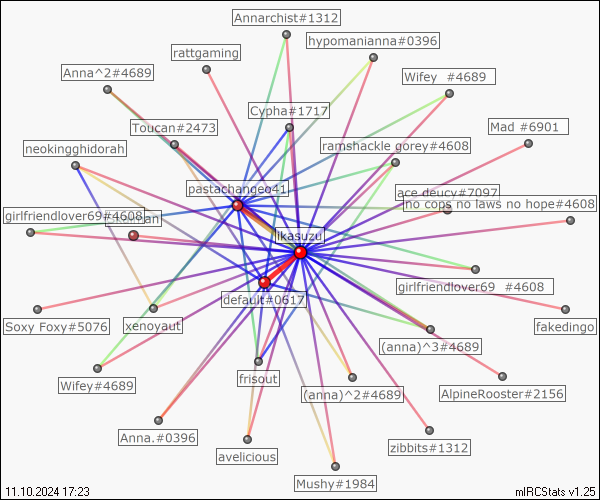 Annarchist#1312
hypomanianna#0396
rattgaming
Anna^2#4689
Wifey #4689
Cypha#1717
Toucan#2473
Mad #6901
neokingghidorah
ramshackle gorey#4608
pastachangeo41
ace deucy#7097
no cops no laws no hope#4608
girlfriendlover69#4608
ikasuzu
girlfriendlover69 #4608
default#0617
Soxy Foxy#5076
xenoyaut
fakedingo
(anna)^3#4689
frisout
Wifey#4689
(anna)^2#4689
AlpineRooster#2156
Anna.#0396
zibbits#1312
avelicious
Mushy#1984
11.10.2024 17:23
mIRCStats v1.25